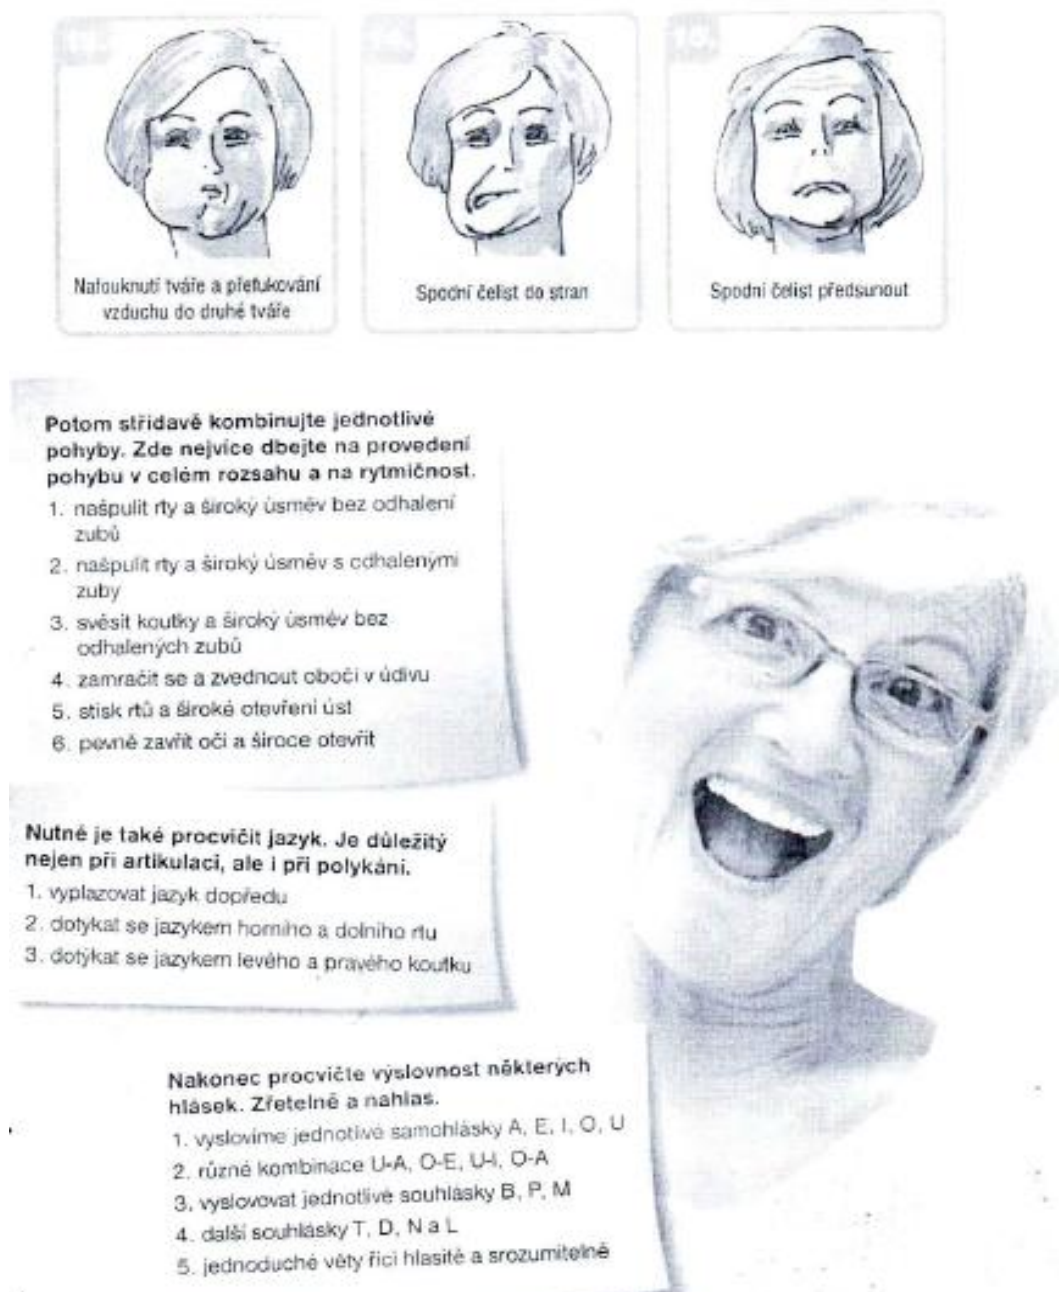 10.
Nafouknutí tváře a přefukování
vzduchu do druhé tváře
Spodní čelist do stran
Spodní čelist předsunout
Potom střídavě kombinujte jednotlivé
pohyby. Zde nejvíce dbejte na provedení
pohybu v celém rozsahu a na rytmičnost.
1. našpulit rty a široký úsměv bez odhalení
zubů
2. našpulit rty a široký úsměv s odhalenými
zuby
3. svěsit koutky a široký úsměv bez
odhalených zubů
4. zamračit se a zvednout obočí v údivu
5. stisk rtů a široké otevření úst
6. pevně zavřít oči a široce otevřít
Nutné je také procvičit jazyk. Je důležitý
nejen při artikulaci, ale i při polykání.
1. vyplazovat jazyk dopředu
2. dotýkat se jazykem horního a dolního rtu
3. dotýkat se jazykem levého a pravého koutku
Nakonec procvičte výslovnost některých
hlásek. Zřetelně a nahlas.
1. vyslovíme jednotlivé samohlásky A, E, I, O, U
2. různé kombinace U-A, O-E, U-I, O-A
3. vyslovovat jednotlivé souhlásky B, P, M
4. další souhlásky T, D, N a L
5. jednoduché věty říci hlasitě a srozumitelně